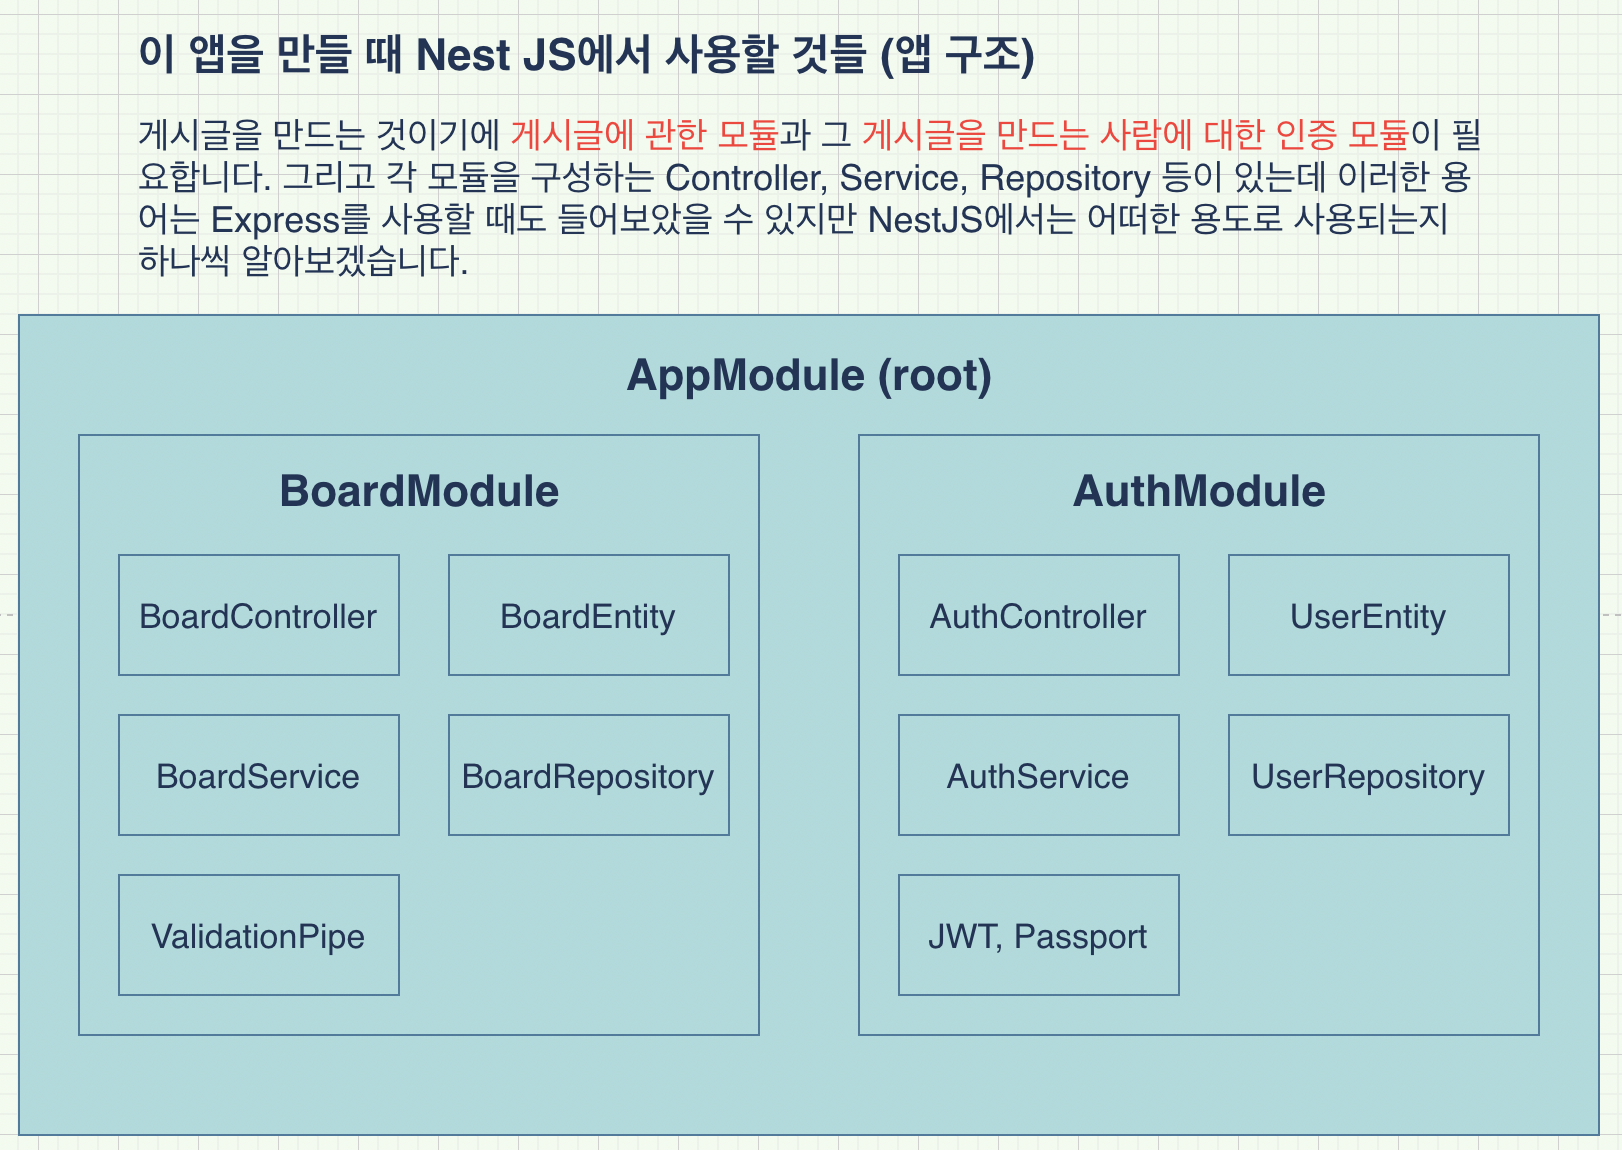 이 앱을 만들 때 Nest JS에서 사용할 것들 (앱 구조)
게시글을 만드는 것이기에 게시글에 관한 모듈과 그 게시글을 만드는 사람에 대한 인증 모듈이 필
요합니다. 그리고 각 모듈을 구성하는 Controller, Service, Repository 등이 있는데 이러한 용
어는 Express를 사용할 때도 들어보았을 수 있지만 NestJS에서는 어떠한 용도로 사용되는지
하나씩 알아보겠습니다.
AppModule (root)
BoardModule
BoardController
BoardEntity
BoardService
BoardRepository
ValidationPipe
AuthModule
AuthController
UserEntity
AuthService
UserRepository
JWT, Passport